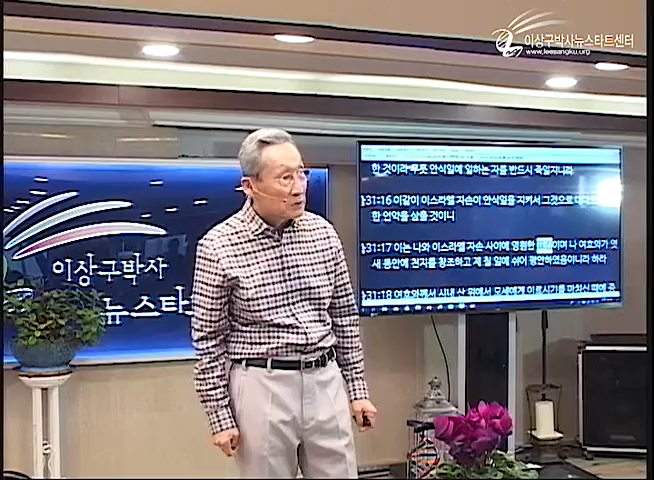 이상구박사뉴스타트센터
www.leesangku.org
한 것이라 무릇 안식일에 일하는 자를 반드시 죽일지니라
31:16 이같이 이스라엘 자손이 안식일을 지켜서 그것으로 대대로
한 언약을 삼을 것이니
31:17 이는 나와 이스라엘 자손 사이에 영원한 이며 나 여호와가 엿
새 동안에 천지를 창조하고 제 칠 일에 쉬어 평안하였음이니라 하라
31:18 여호와께서 시내 산 위에서 모세에게 이르시기를 마치신 때에 증
이상구박사
뉴스타트